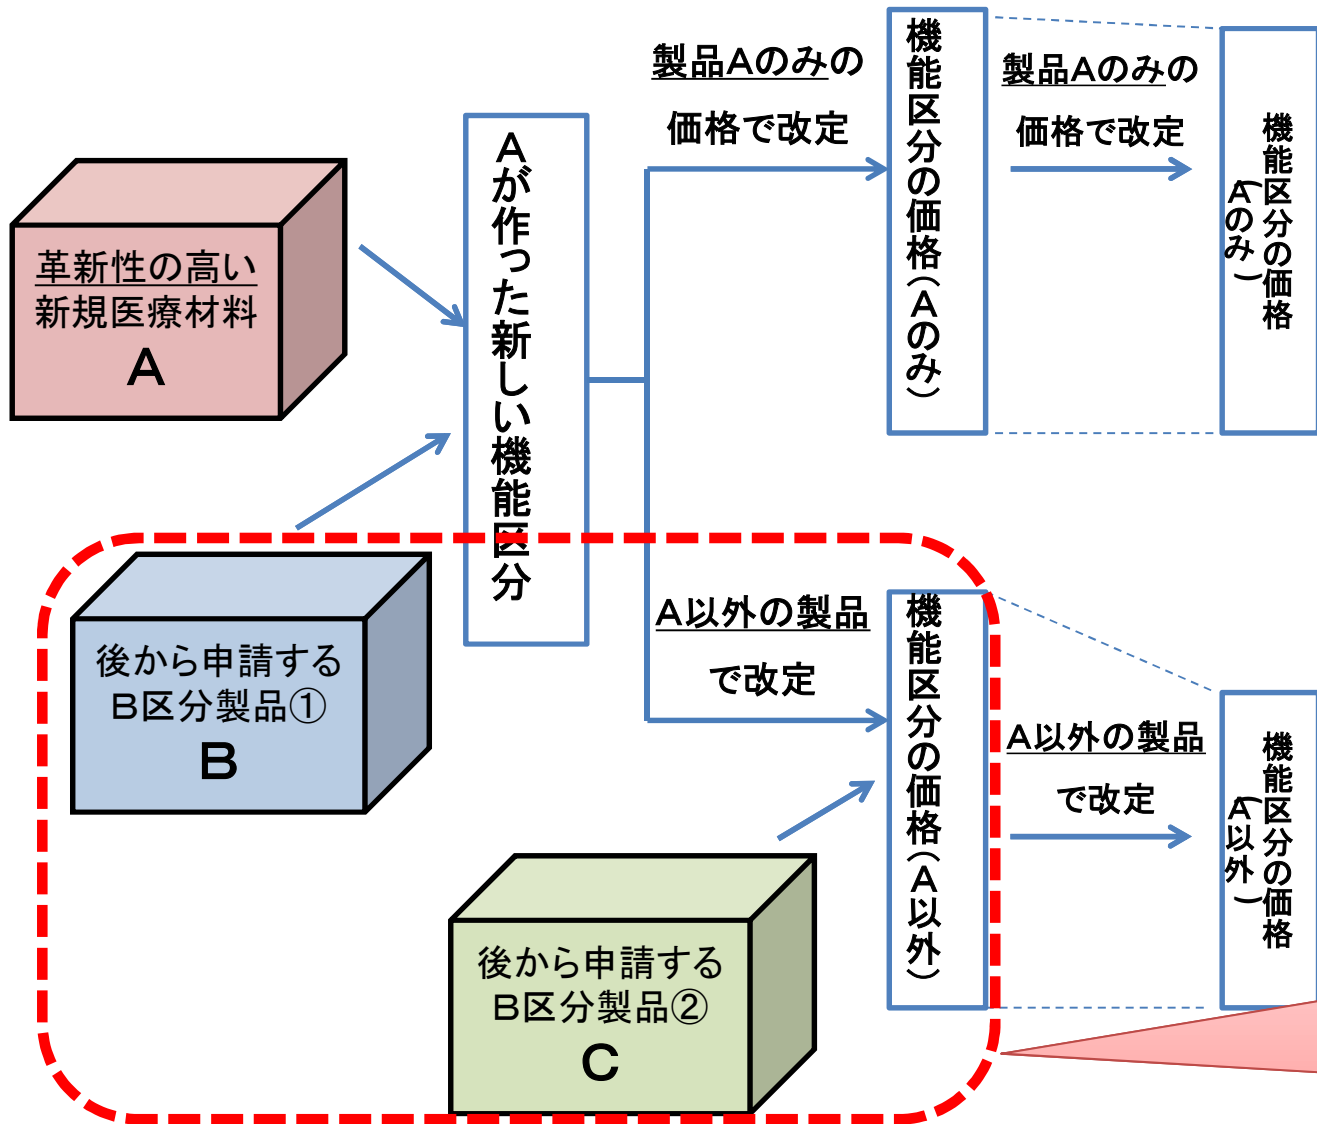 革新性の高い
新規医療材料
A
後から申請する
B区分製品①
B
後から申請する
B区分製品②
C
Aが作った新しい機能区分
製品Aのみの
価格で改定
機能区分の価格(Aのみ)
製品Aのみの
価格で改定
機能区分の価格
(Aのみ)
A以外の製品
で改定
機能区分の価格(A以外)
A以外の製品
で改定
機能区分の価格
(A以外)